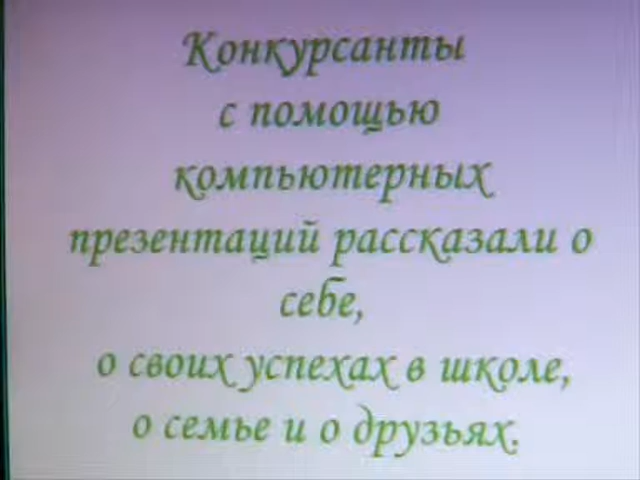 Конкурсанты
с помощью
компьютерных
презентаций рассказали о
себе,
о своих успехах в школе,
о семье и о друзьях.